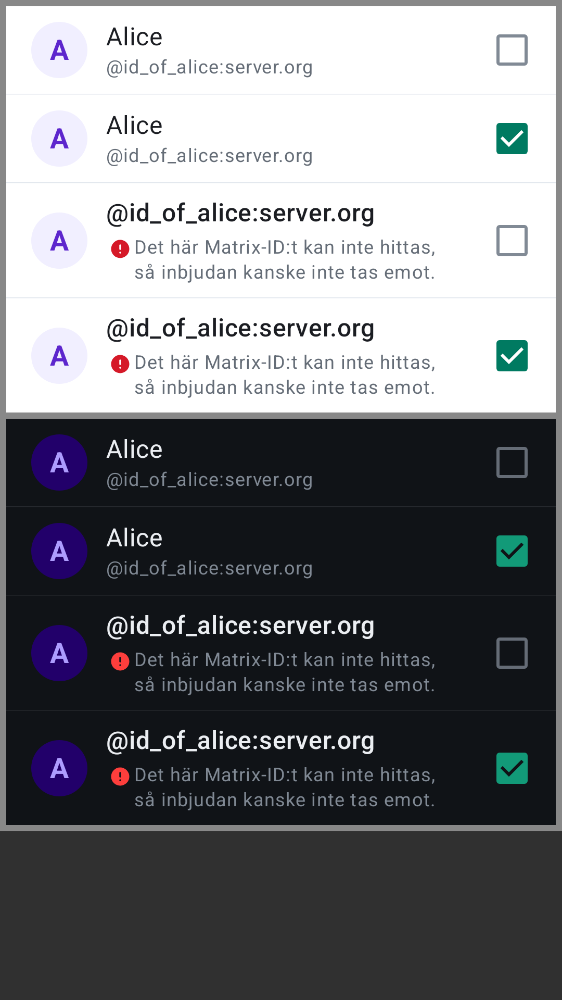 A
Alice
@id_of_alice:server.org
A
Alice
@id_of_alice:server.org
A
@id_of_alice:server.org
Det här Matrix-ID:t kan inte hittas,
så inbjudan kanske inte tas emot.
A
@id_of_alice:server.org
Det här Matrix-ID:t kan inte hittas,
så inbjudan kanske inte tas emot.
A
Alice
@id_of_alice:server.org
A
Alice
@id_of_alice:server.org
A
@id_of_alice:server.org
Det här Matrix-ID:t kan inte hittas,
så inbjudan kanske inte tas emot.
A
@id_of_alice:server.org
Det här Matrix-ID:t kan inte hittas,
så inbjudan kanske inte tas emot.